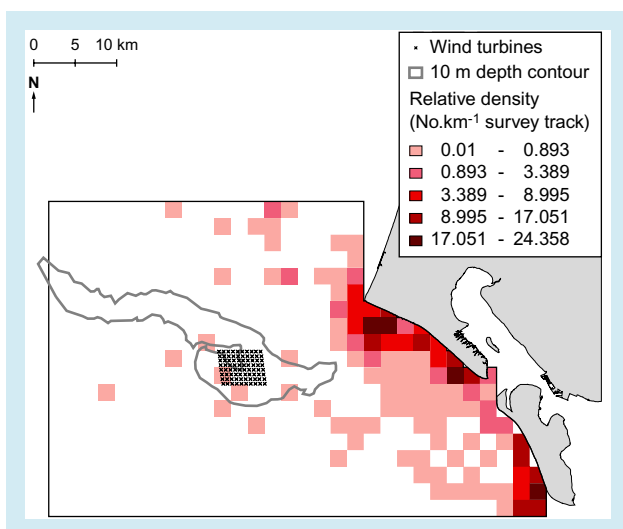 0 5 10 km
N
Wind turbines
10 m depth contour
Relative density
(No.km-1 survey track)
0.01 - 0.893
0.893 - 3.389
3.389 - 8.995
8.995 - 17.051
17.051 - 24.358